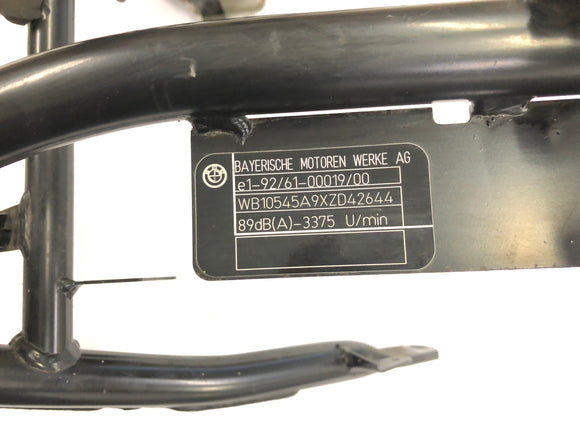 BAYERISCHE MOTOREN WERKE AG
e1-92/61-00019/00
WB10545A9XZD42644
89dB(A)-3375 U/min